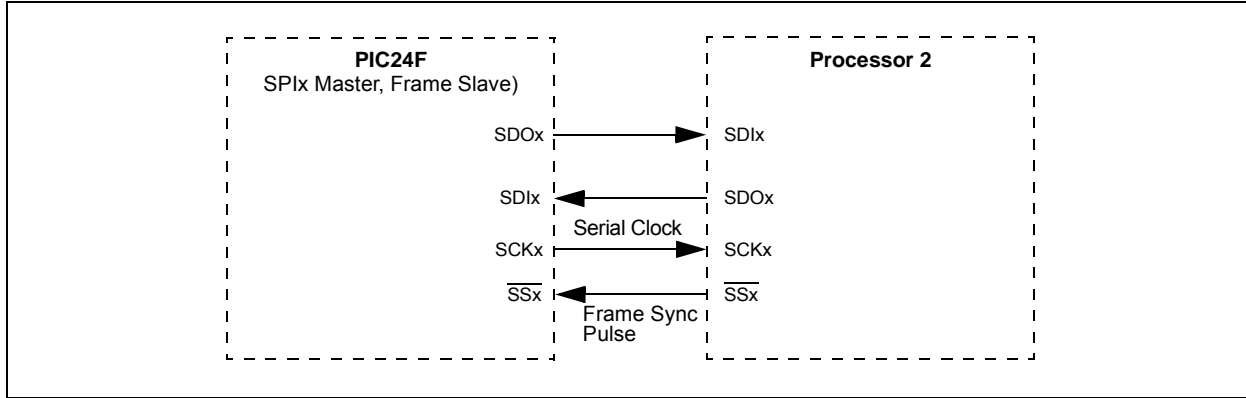 PIC24F
SPIx Master, Frame Slave)
Processor 2
SDOx
SDIx
SDIx
SDOx
Serial Clock
SCKx
SCKx
SSx
SSx
Frame Sync
Pulse